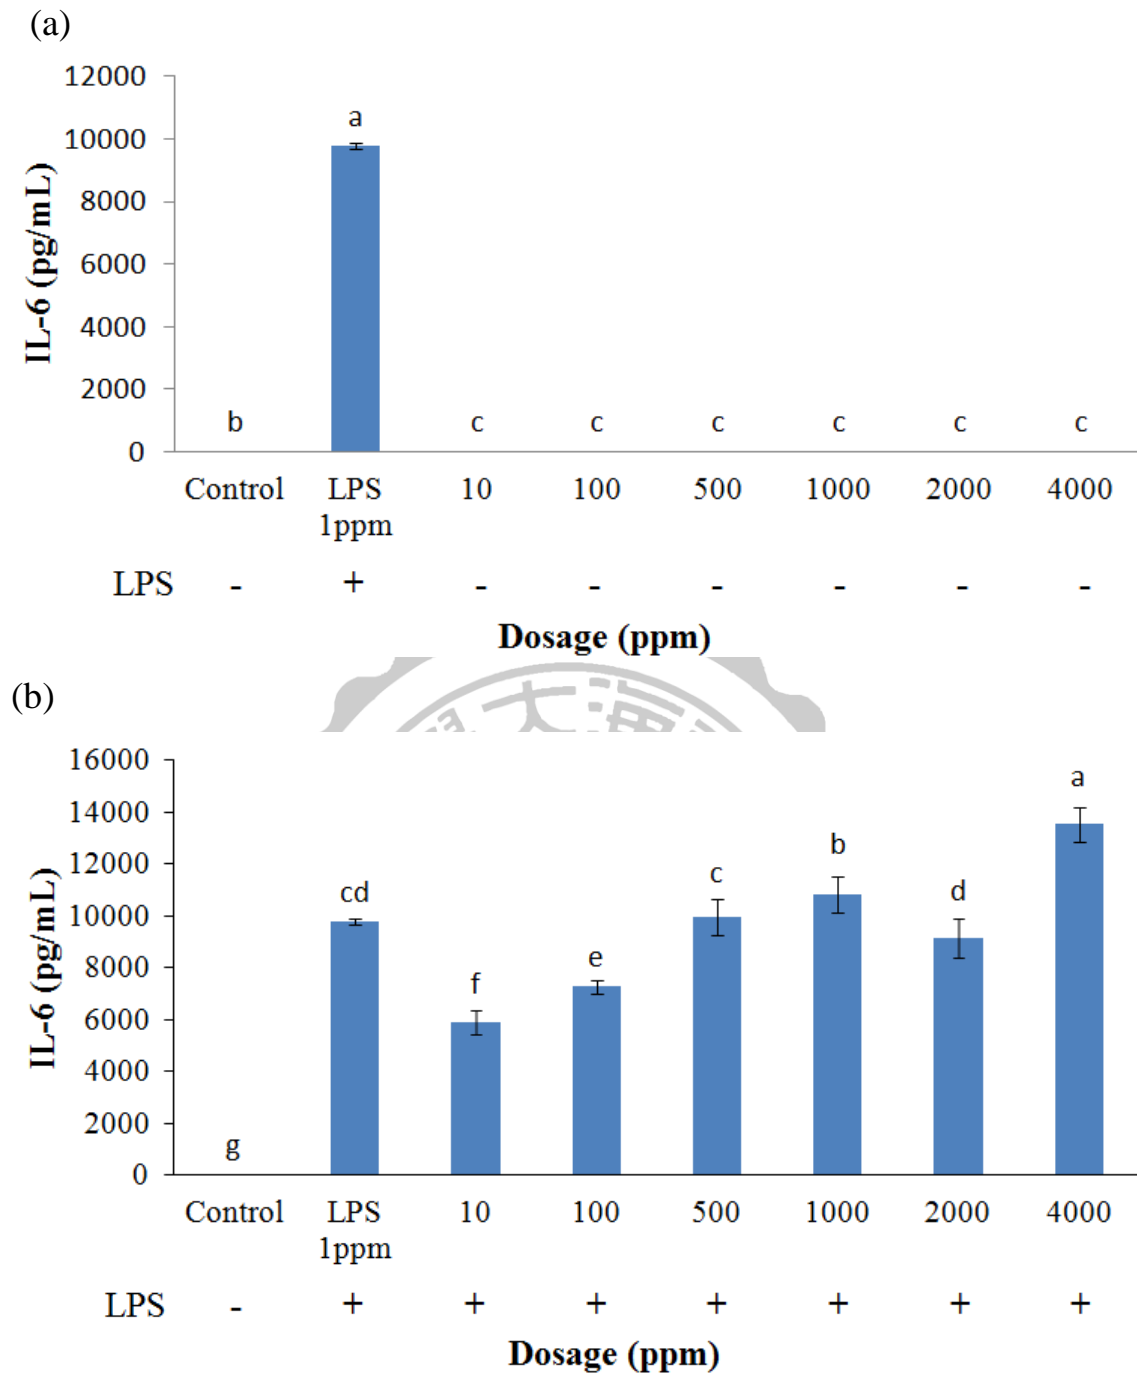 (a)
12000
10000
8000
6000
4000
2000
0
IL-6 (pg/mL)
a
b c c c c c c
Control LPS 1ppm 10 100 500 1000 2000 4000
LPS - + - - - - - -
Dosage (ppm)
大海
(b)
16000
14000
12000
10000
8000
6000
4000
2000
0
IL-6 (pg/mL)
g cd f e c b d a
Control LPS 1ppm 10 100 500 1000 2000 4000
LPS - + + + + + + +
Dosage (ppm)